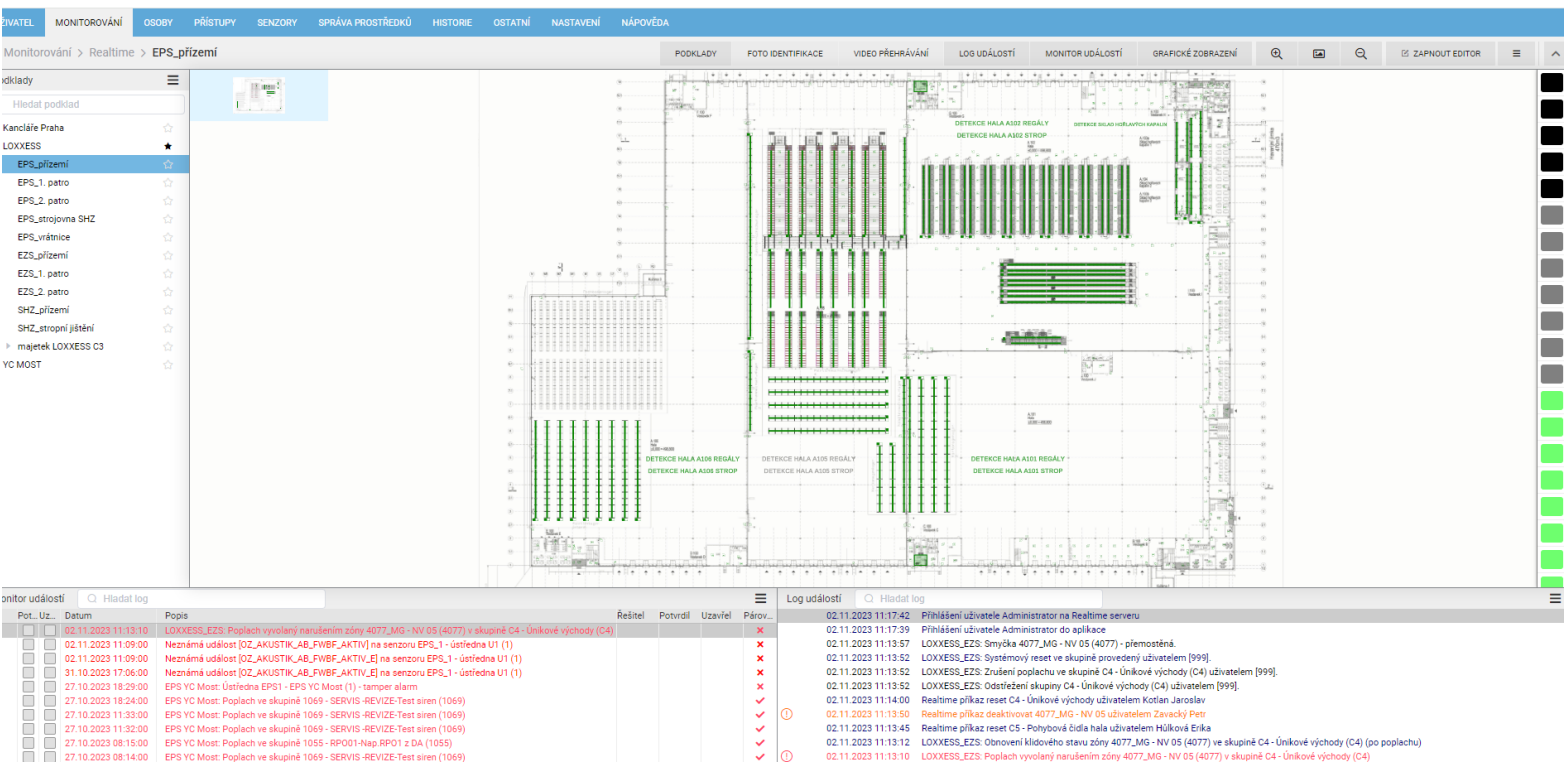 ŽIVATEL MONITOROVÁNÍ OSOBY PŘÍSTUPY SENZORY SPRÁVA PROSTŘEDKŮ HISTORIE OSTATNÍ NASTAVENÍ NÁPOVĚDA
Monitorování > Realtime > EPS_přízemí
PODKLADY FOTO IDENTIFIKACE VIDEO PŘEHRÁVÁNÍ LOG UDÁLOSTÍ MONITOR UDÁLOSTÍ GRAFICKÉ ZOBRAZENÍ ZAPNOUT EDITOR
odklady
Hledat podklad
Kancláře Praha
LOXXESS
EPS_přízemí
EPS_1. patro
EPS_2. patro
EPS_strojovna SHZ
EPS_vrátnice
EZS_přízemí
EZS_1. patro
EZS_2. patro
SHZ_přízemí
SHZ_stropní jištění
majetek LOXXESS C3
YC MOST
DETEKCE HALA A102 REGÁLY
DETEKCE HALA A102 STROP
DETEKCE SKLAD HOŘLAVÝCH KAPALIN
DETEKCE HALA A106 REGÁLY
DETEKCE HALA A106 STROP
DETEKCE HALA A105 REGÁLY
DETEKCE HALA A105 STROP
DETEKCE HALA A101 REGÁLY
DETEKCE HALA A101 STROP
onitor událostí Hladat log
Pot... Uz... Datum Popis Řešitel Potvrdil Uzavřel Párov...
02.11.2023 11:13:10 LOXXESS_EZS: Poplach vyvolaný narušením zóny 4077_MG - NV 05 (4077) v skupině C4 - Únikové východy (C4)
02.11.2023 11:09:00 Neznámá událost [OZ_AKUSTIK_AB_FWBF_AKTIV] na senzoru EPS_1 - ústředna U1 (1)
02.11.2023 11:09:00 Neznámá událost [OZ_AKUSTIK_AB_FWBF_AKTIV_E] na senzoru EPS_1 - ústředna U1 (1)
31.10.2023 17:06:00 Neznámá událost [OZ_AKUSTIK_AB_FWBF_AKTIV_E] na senzoru EPS_1 - ústředna U1 (1)
27.10.2023 18:29:00 EPS YC Most: Ústředna EPS1 - EPS YC Most (1) - tamper alarm
27.10.2023 18:24:00 EPS YC Most: Poplach ve skupině 1069 - SERVIS -REVIZE-Test siren (1069)
27.10.2023 11:33:00 EPS YC Most: Poplach ve skupině 1069 - SERVIS -REVIZE-Test siren (1069)
27.10.2023 11:32:00 EPS YC Most: Poplach ve skupině 1069 - SERVIS -REVIZE-Test siren (1069)
27.10.2023 08:15:00 EPS YC Most: Poplach ve skupině 1055 - RPO01-Nap.RPO1 z DA (1055)
27.10.2023 08:14:00 EPS YC Most: Poplach ve skupině 1069 - SERVIS -REVIZE-Test siren (1069)
Log událostí Hladat log
02.11.2023 11:17:42 Přihlášení uživatele Administrator na Realtime serveru
02.11.2023 11:17:39 Přihlášení uživatele Administrator do aplikace
02.11.2023 11:13:57 LOXXESS_EZS: Smyčka 4077_MG - NV 05 (4077) - přemostěná.
02.11.2023 11:13:52 LOXXESS_EZS: Systémový reset ve skupině provedený uživatelem [999].
02.11.2023 11:13:52 LOXXESS_EZS: Zrušení poplachu ve skupině C4 - Únikové východy (C4) uživatelem [999].
02.11.2023 11:13:52 LOXXESS_EZS: Odstřežení skupiny C4 - Únikové východy (C4) uživatelem [999].
02.11.2023 11:14:00 Realtime příkaz reset C4 - Únikové východy uživatelem Kotlan Jaroslav
02.11.2023 11:13:50 Realtime příkaz deaktivovat 4077_MG - NV 05 uživatelem Zavacký Petr
02.11.2023 11:13:45 Realtime příkaz reset C5 - Pohybová čidla hala uživatelem Hůlková Erika
02.11.2023 11:13:12 LOXXESS_EZS: Obnovení klidového stavu zóny 4077_MG - NV 05 (4077) ve skupině C4 - Únikové východy (C4) (po poplachu)
02.11.2023 11:13:10 LOXXESS_EZS: Poplach vyvolaný narušením zóny 4077_MG - NV 05 (4077) v skupině C4 - Únikové východy (C4)